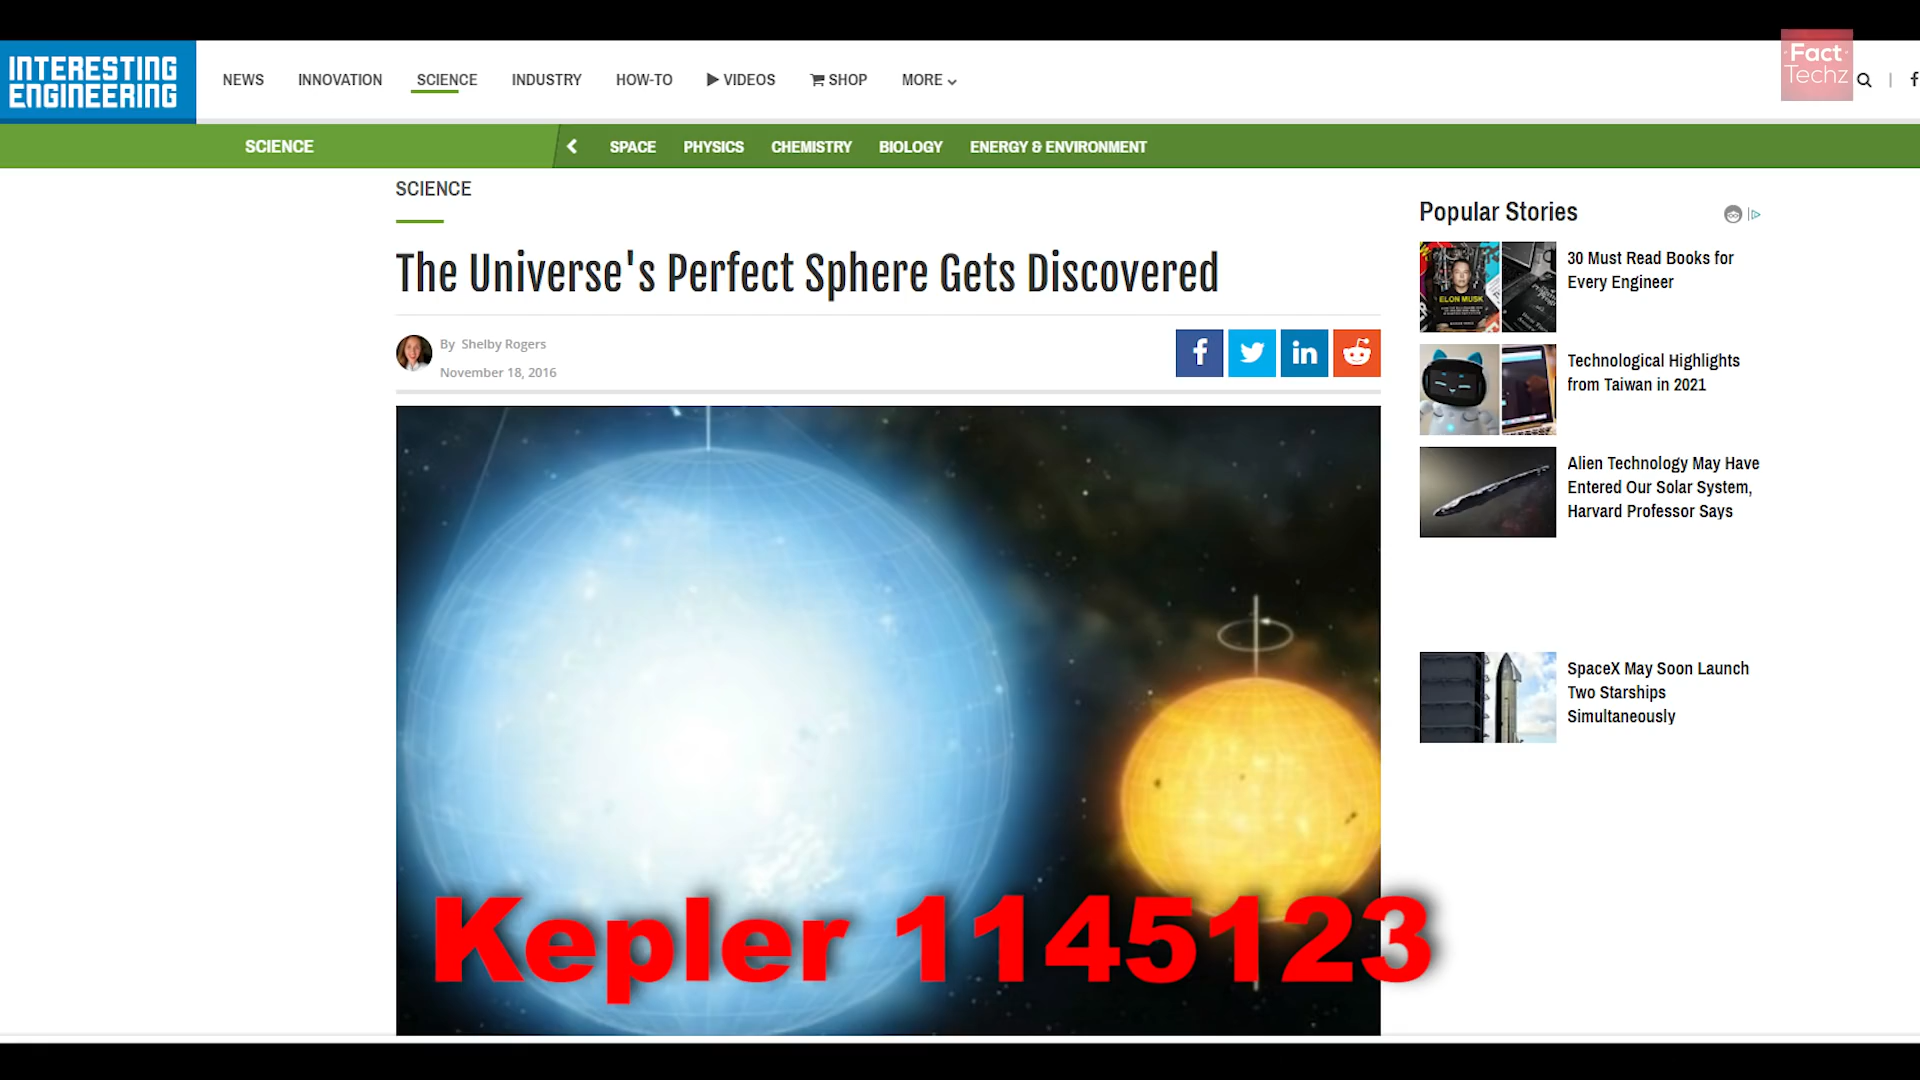 INTERESTING
ENGINEERING
NEWS INNOVATION SCIENCE INDUSTRY HOW-TO VIDEOS SHOP MORE
Fact
Techz
SCIENCE SPACE PHYSICS CHEMISTRY BIOLOGY ENERGY & ENVIRONMENT
SCIENCE
The Universe's Perfect Sphere Gets Discovered
By Shelby Rogers
November 18, 2016
Popular Stories
30 Must Read Books for
Every Engineer
ELON MUSK
Technological Highlights
from Taiwan in 2021
Alien Technology May Have
Entered Our Solar System,
Harvard Professor Says
SpaceX May Soon Launch
Two Starships
Simultaneously
Kepler 1145123